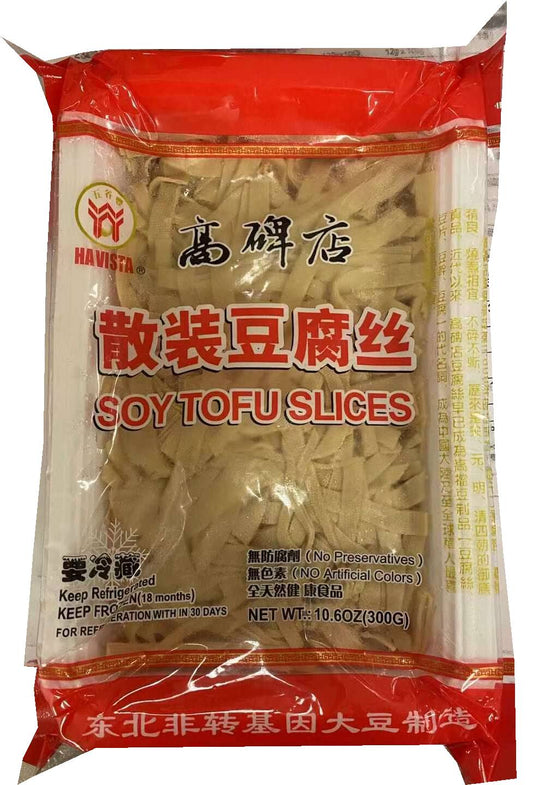 五谷豐
HAVISTA®
高碑店
散装豆腐丝
SOY TOFU SLICES
要冷藏
Keep Refrigerated
KEEP FROZEN(18 months)
FOR REFRIGERATION WITH IN 30 DAYS
無防腐劑 (No Preservatives)
無色素 (NO Artificial Colors)
全天然健康食品
NET WT.: 10.6OZ(300G)
东北非转基因大豆制造